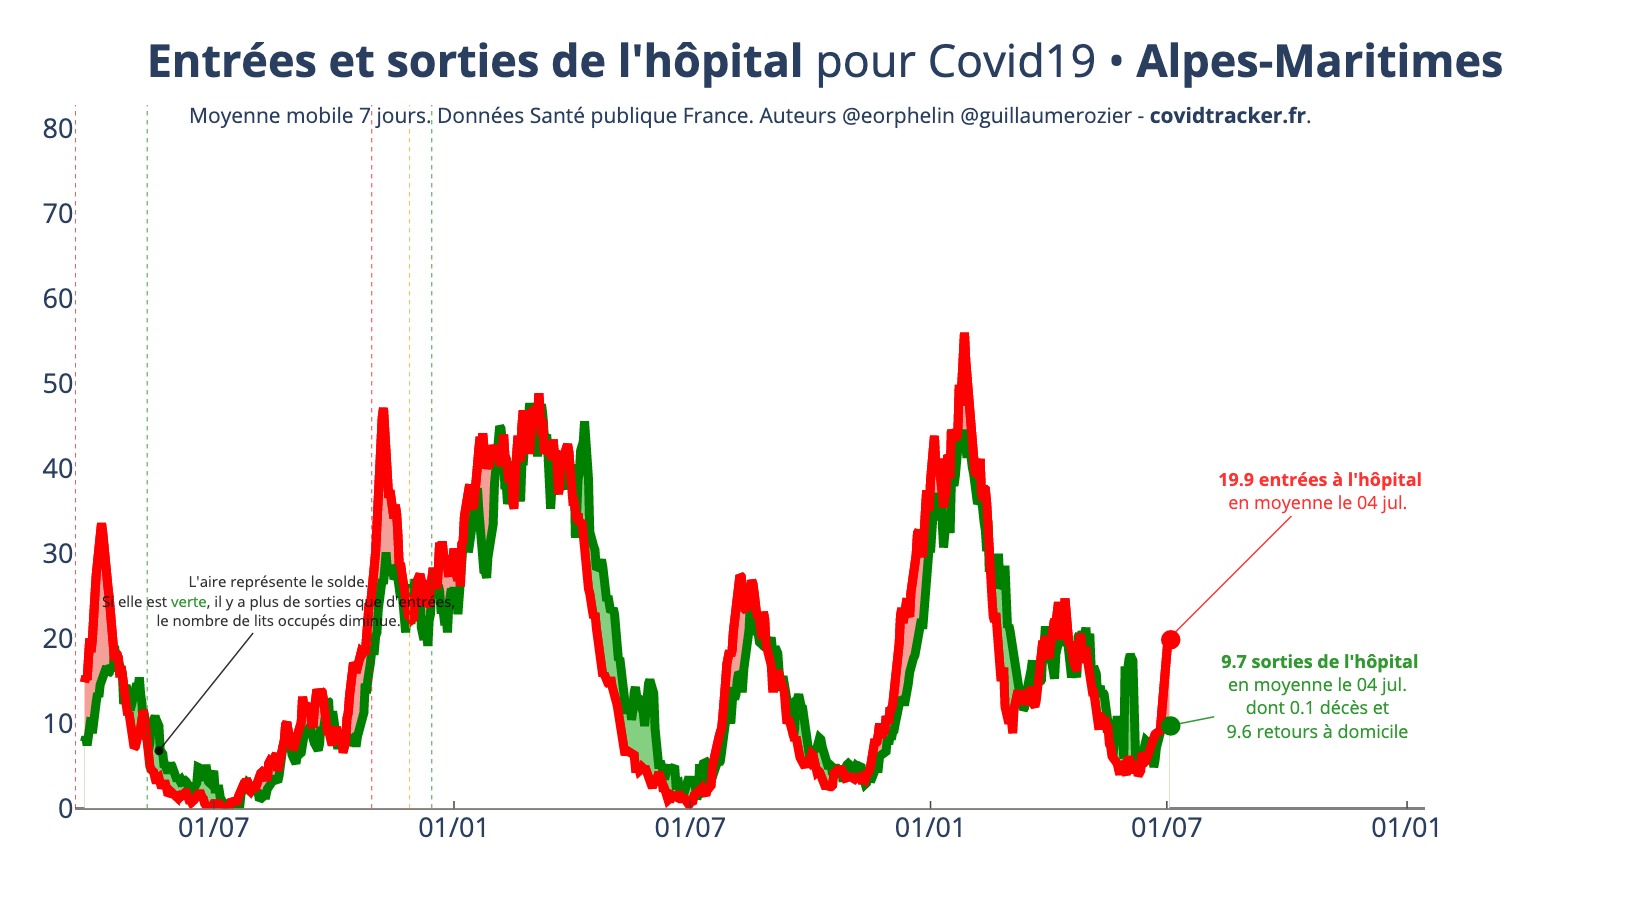 Entrées et sorties de l'hôpital pour Covid19 • Alpes-Maritimes
Moyenne mobile 7 jours. Données Santé publique France. Auteurs @eorphelin @guillaumerozier - covidtracker.fr.
80
70
60
50
40
30
20
10
0
L'aire représente le solde.
Si elle est verte, il y a plus de sorties que d'entrées,
le nombre de lits occupés diminue.
19.9 entrées à l'hôpital
en moyenne le 04 jul.
9.7 sorties de l'hôpital
en moyenne le 04 jul.
dont 0.1 décès et
9.6 retours à domicile
01/07
01/01
01/07
01/01
01/07
01/01